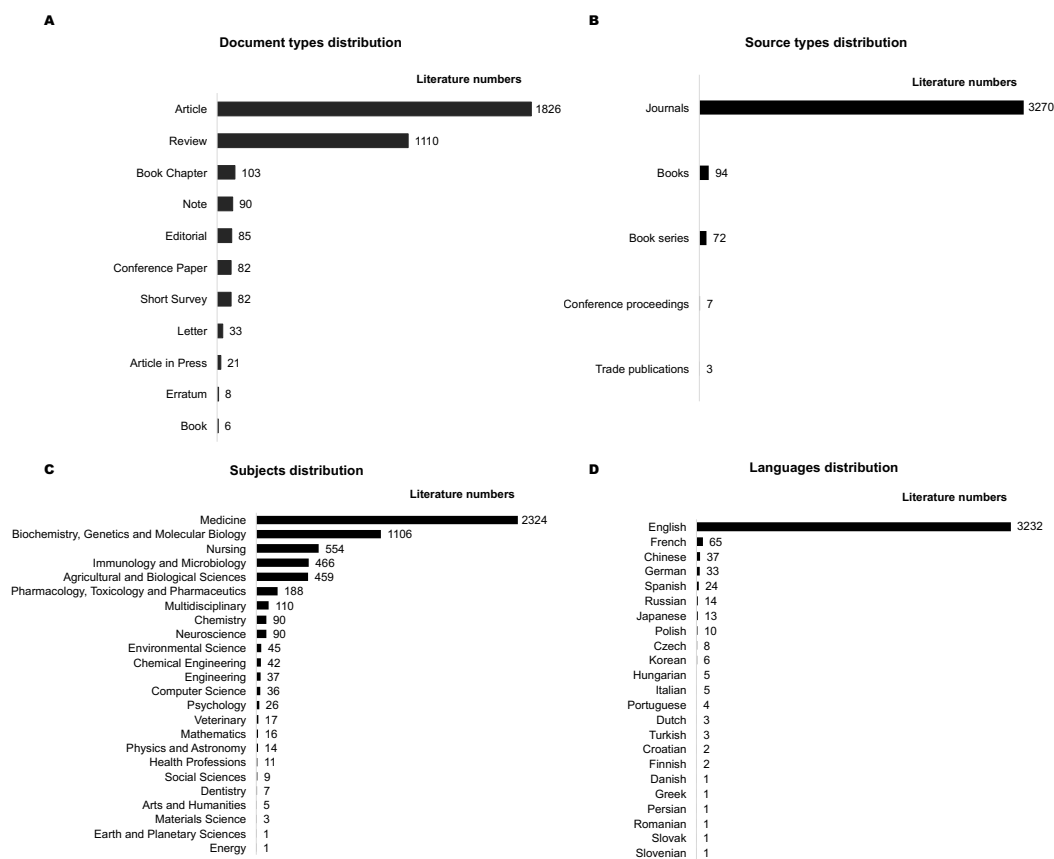 A
Document types distribution
Literature numbers
Article 1826
Review 1110
Book Chapter 103
Note 90
Editorial 85
Conference Paper 82
Short Survey 82
Letter 33
Article in Press 21
Erratum 8
Book 6
B
Source types distribution
Literature numbers
Journals 3270
Books 94
Book series 72
Conference proceedings 7
Trade publications 3
C
Subjects distribution
Literature numbers
Medicine 2324
Biochemistry, Genetics and Molecular Biology 1106
Nursing 554
Immunology and Microbiology 466
Agricultural and Biological Sciences 459
Pharmacology, Toxicology and Pharmaceutics 188
Multidisciplinary 110
Chemistry 90
Neuroscience 90
Environmental Science 45
Chemical Engineering 42
Engineering 37
Computer Science 36
Psychology 26
Veterinary 17
Mathematics 16
Physics and Astronomy 14
Health Professions 11
Social Sciences 9
Dentistry 7
Arts and Humanities 5
Materials Science 3
Earth and Planetary Sciences 1
Energy 1
D
Languages distribution
Literature numbers
English 3232
French 65
Chinese 37
German 33
Spanish 24
Russian 14
Japanese 13
Polish 10
Czech 8
Korean 6
Hungarian 5
Italian 5
Portuguese 4
Dutch 3
Turkish 3
Croatian 2
Finnish 2
Danish 1
Greek 1
Persian 1
Romanian 1
Slovak 1
Slovenian 1